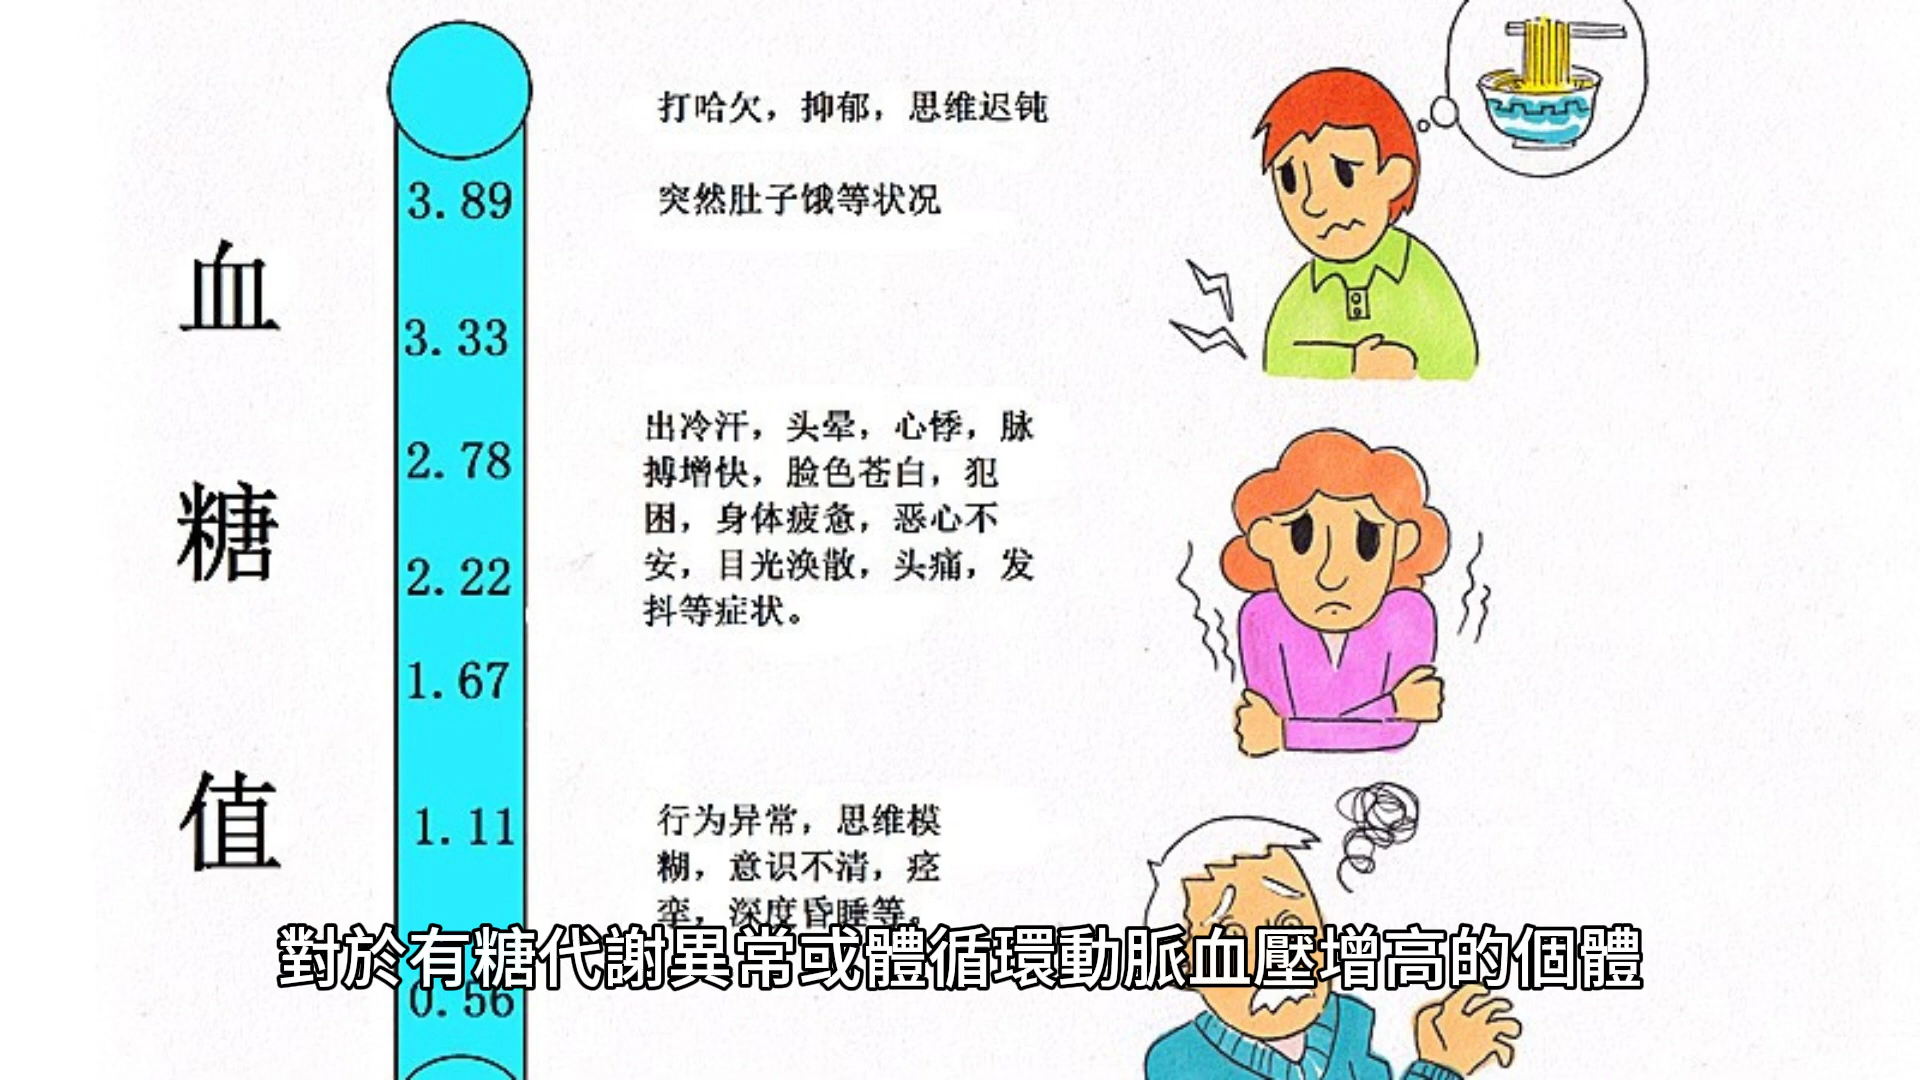 血
糖
值
3.89
3.33
2.78
2.22
1.67
1.11
0.56
打哈欠，抑郁，思维迟钝
突然肚子饿等状况
出冷汗，头晕，心悸，脉
搏增快，脸色苍白，犯
困，身体疲惫，恶心不
安，目光涣散，头痛，发
抖等症状。
行为异常，思维模
糊，意识不清，痉
挛，深度昏睡等。
對於有糖代謝異常或體循環動脈血壓增高的個體